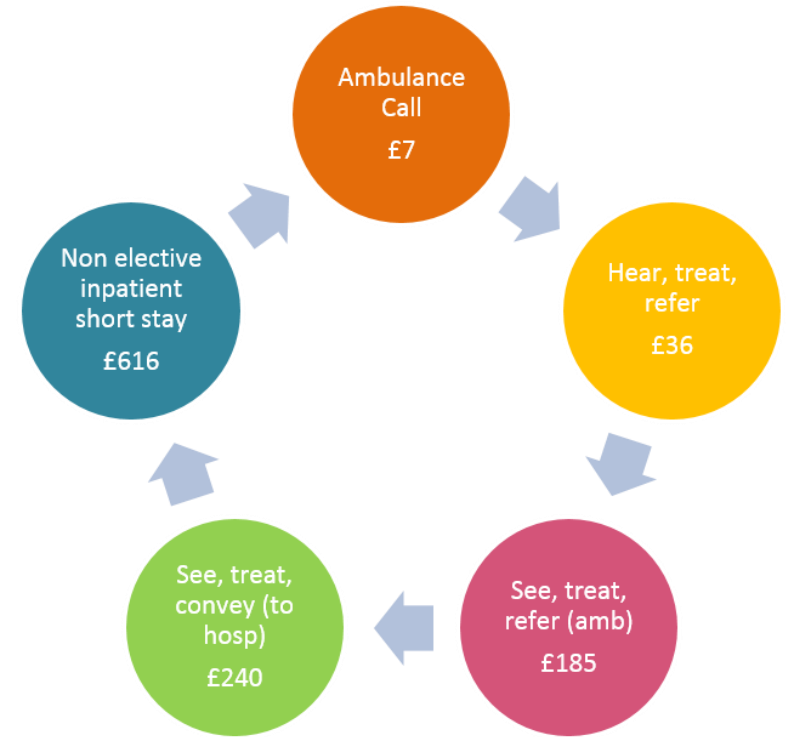 Ambulance
Call
£7
Hear, treat,
refer
£36
See, treat,
refer (amb)
£185
See, treat,
convey (to
hosp)
£240
Non elective
inpatient
short stay
£616